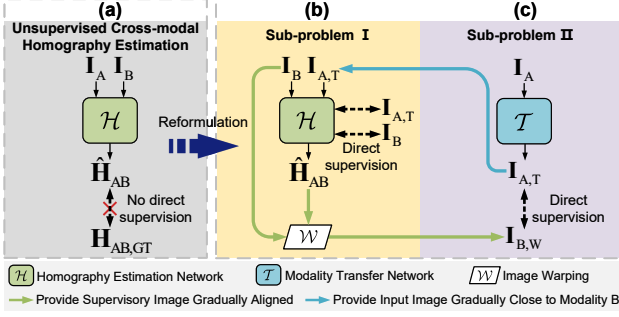 (a)
Unsupervised Cross-modal
Homography Estimation
I_A I_B
H
Ĥ_AB
No direct
supervision
H_AB,GT
Reformulation
(b)
Sub-problem I
I_B I_A,T
H
I_A,T
I_B
Direct
supervision
Ĥ_AB
W
(c)
Sub-problem II
I_A
T
I_A,T
Direct
supervision
I_B,W
H Homography Estimation Network
T Modality Transfer Network
W Image Warping
Provide Supervisory Image Gradually Aligned
Provide Input Image Gradually Close to Modality B